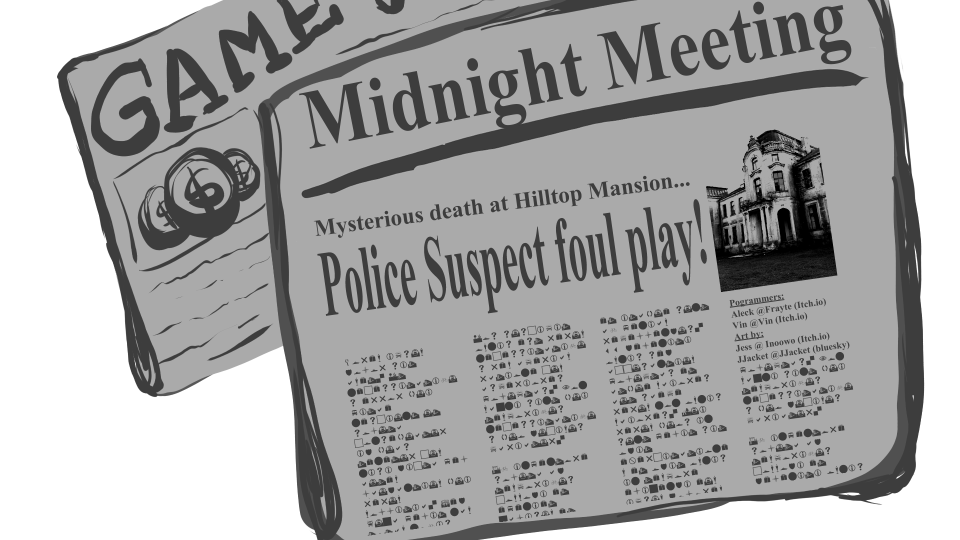 GAME
Midnight Meeting
Mysterious death at Hilltop Mansion...
Police Suspect foul play!
Pogrammers:
Aleck @Frayte (Itch.io)
Vin @Vin (Itch.io)
Art by:
Jess @ Inoowo (Itch.io)
JJacket @JJacket (bluesky)